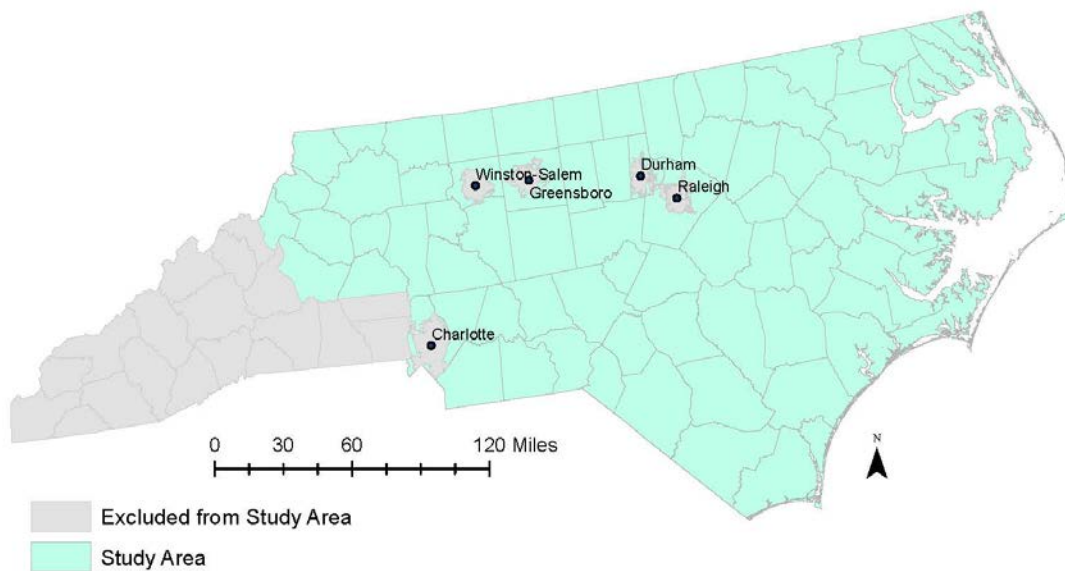 Durham
Winston-Salem
Greensboro
Raleigh
Charlotte
0 30 60 120 Miles
N
Excluded from Study Area
Study Area